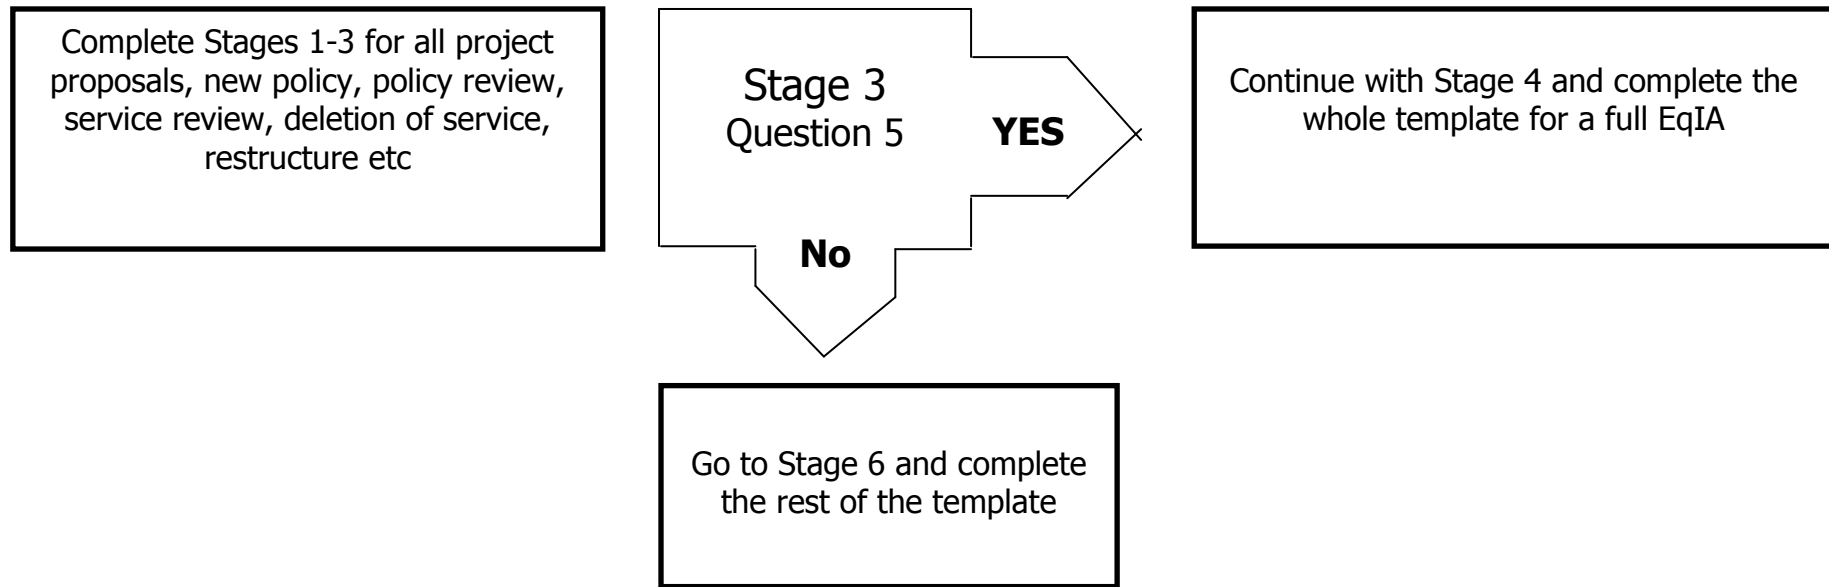 Complete Stages 1-3 for all project
proposals, new policy, policy review,
service review, deletion of service,
restructure etc
Stage 3
Question 5
YES
No
Continue with Stage 4 and complete the
whole template for a full EqIA
Go to Stage 6 and complete
the rest of the template